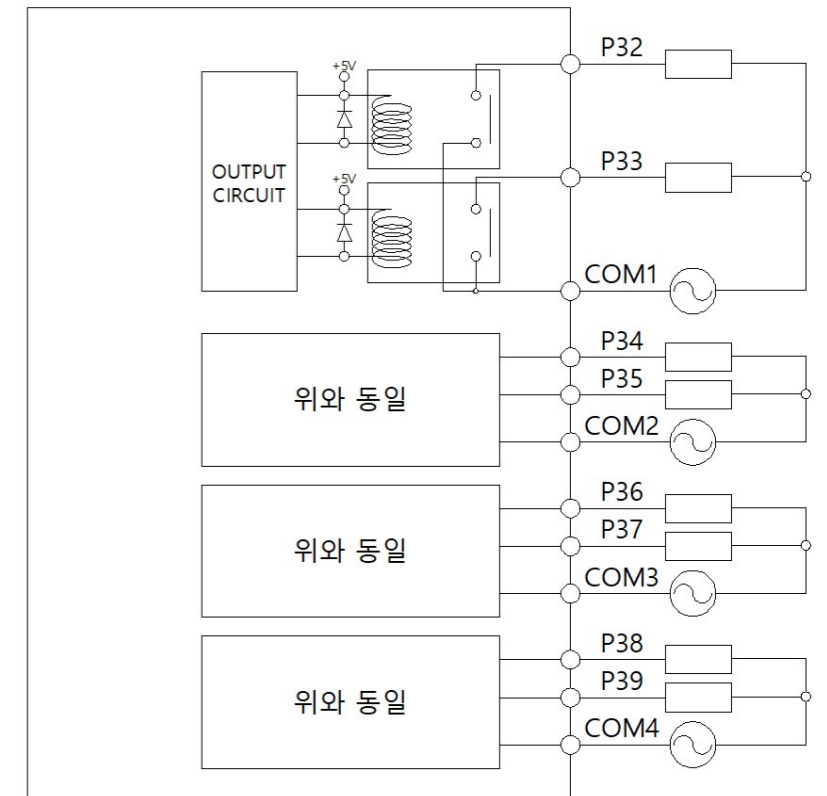 P32
+5V
OUTPUT
CIRCUIT
P33
+5V
COM1
P34
위와 동일
P35
COM2
P36
위와 동일
P37
COM3
P38
위와 동일
P39
COM4